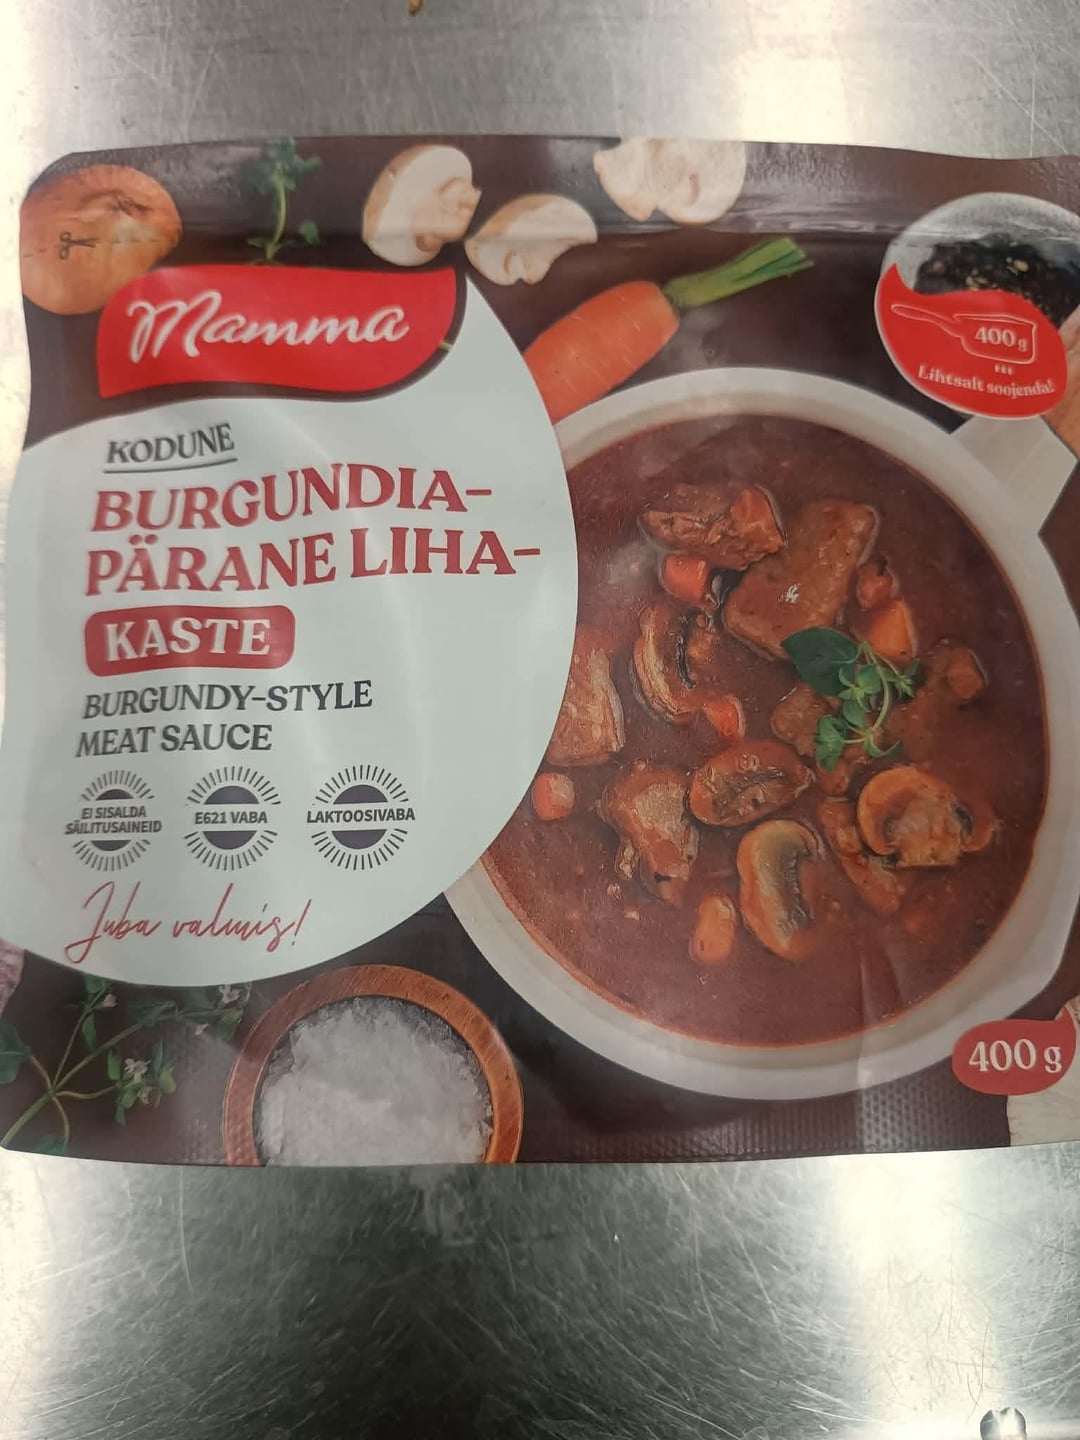 Mamma
400 g
Lihtsalt soojenda!
KODUNE
BURGUNDIA-
PÄRANE LIHA-
KASTE
BURGUNDY-STYLE
MEAT SAUCE
EI SISALDA
SÄILITUSAINEID
E621 VABA
LAKTOOSIVABA
Juba valmis!
400 g